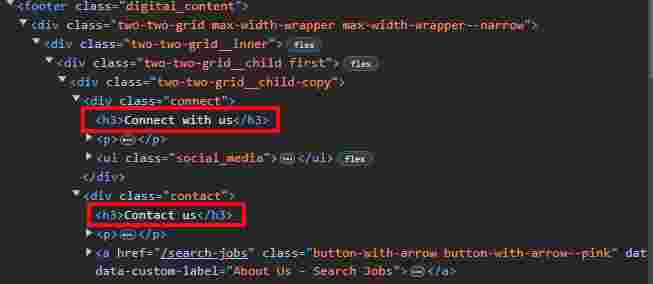 <footer class="digital_content">
<div class="two-two-grid max-width-wrapper max-width-wrapper--narrow">
<div class="two-two-grid__inner"> flex
<div class="two-two-grid__child first"> flex
<div class="two-two-grid__child-copy">
<div class="connect">
<h3>Connect with us</h3>
<p>…</p>
<ul class="social_media">…</ul> flex
</div>
<div class="contact">
<h3>Contact us</h3>
<p>…</p>
<a href="/search-jobs" class="button-with-arrow button-with-arrow--pink" dat
data-custom-label="About Us - Search Jobs">…</a>